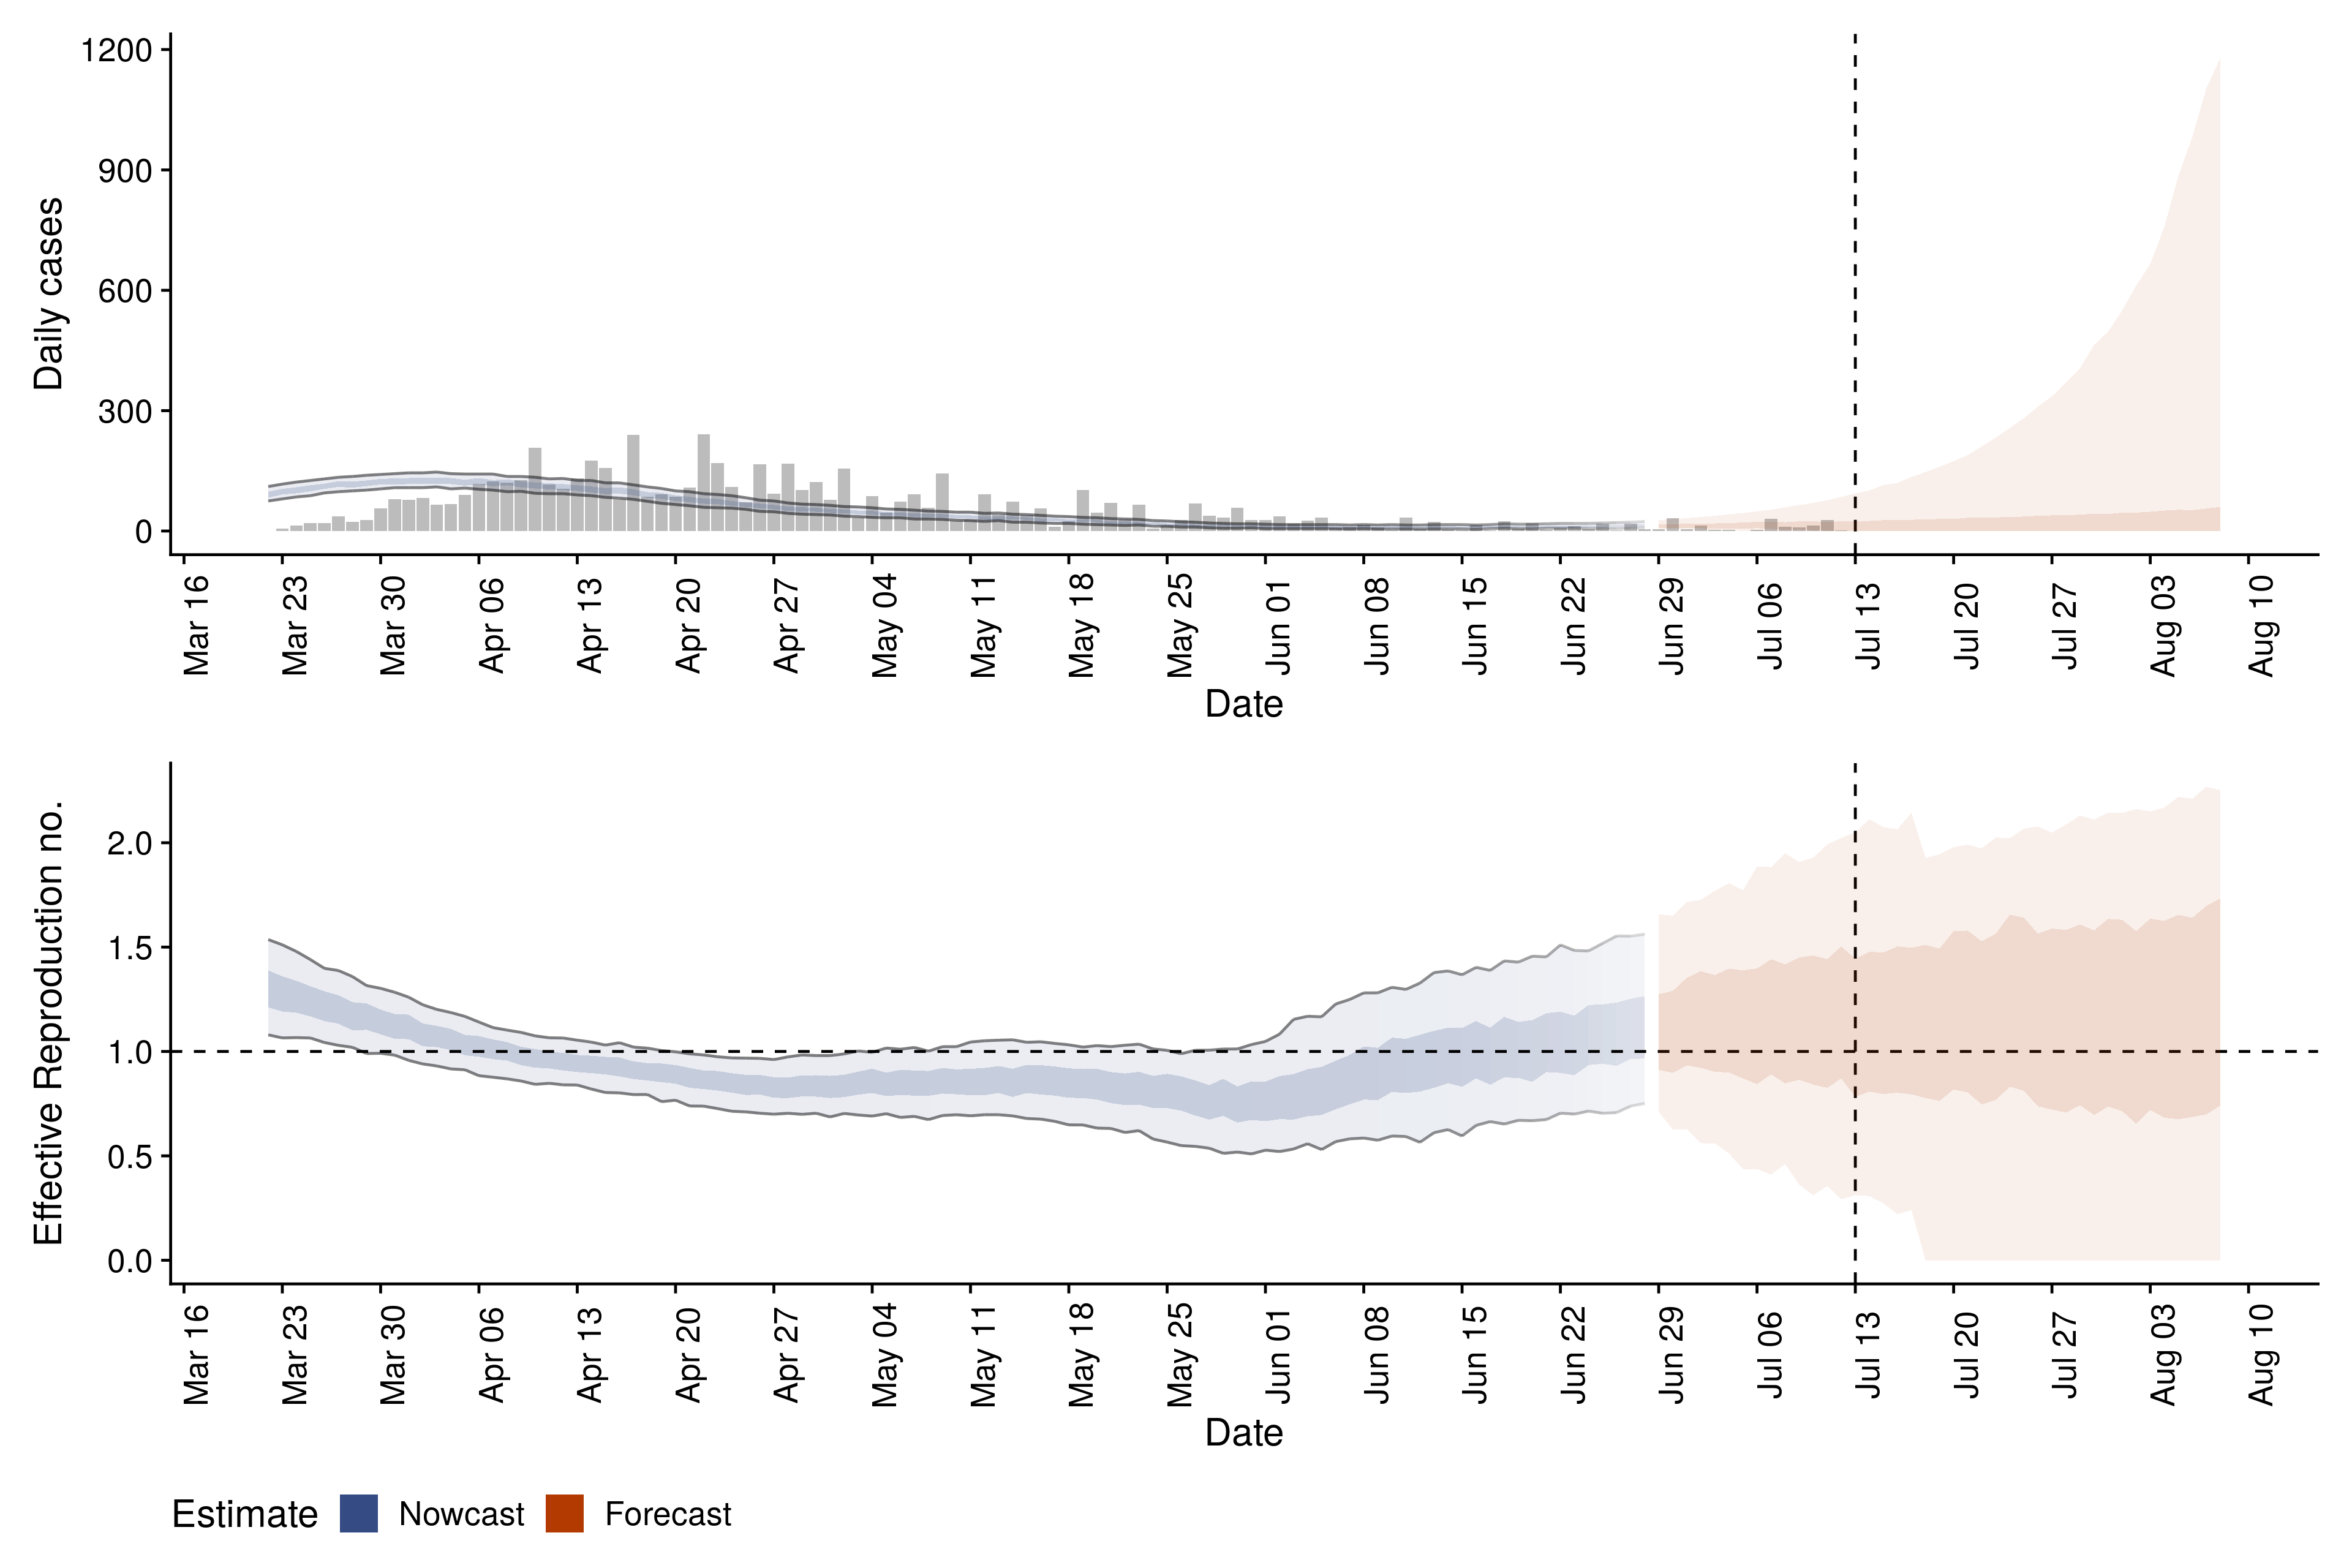 1200
900
600
300
0
Daily cases
Mar 16
Mar 23
Mar 30
Apr 06
Apr 13
Apr 20
Apr 27
May 04
May 11
May 18
May 25
Jun 01
Jun 08
Jun 15
Jun 22
Jun 29
Jul 06
Jul 13
Jul 20
Jul 27
Aug 03
Aug 10
Date
2.0
1.5
1.0
0.5
0.0
Effective Reproduction no.
Mar 16
Mar 23
Mar 30
Apr 06
Apr 13
Apr 20
Apr 27
May 04
May 11
May 18
May 25
Jun 01
Jun 08
Jun 15
Jun 22
Jun 29
Jul 06
Jul 13
Jul 20
Jul 27
Aug 03
Aug 10
Date
Estimate Nowcast Forecast